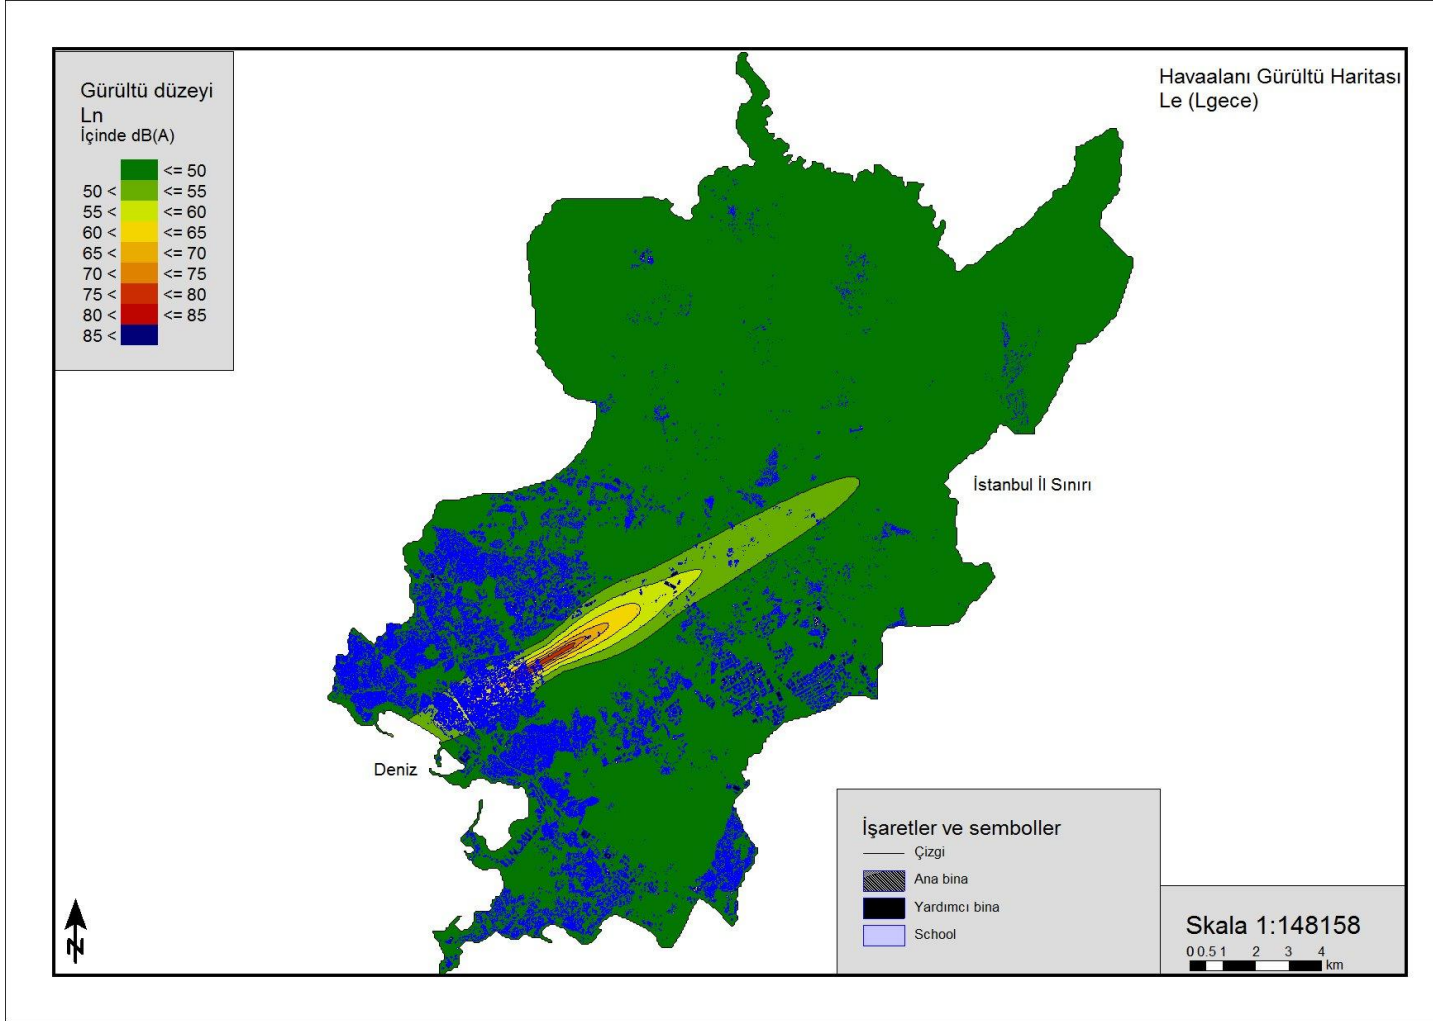 Gürültü düzeyi
Ln
İçinde dB(A)
<= 50
50 < <= 55
55 < <= 60
60 < <= 65
65 < <= 70
70 < <= 75
75 < <= 80
80 < <= 85
85 <
Havaalanı Gürültü Haritası
Le (Lgece)
İstanbul İl Sınırı
Deniz
İşaretler ve semboller
Çizgi
Ana bina
Yardımcı bina
School
N
Skala 1:148158
0 0.5 1 2 3 4
km